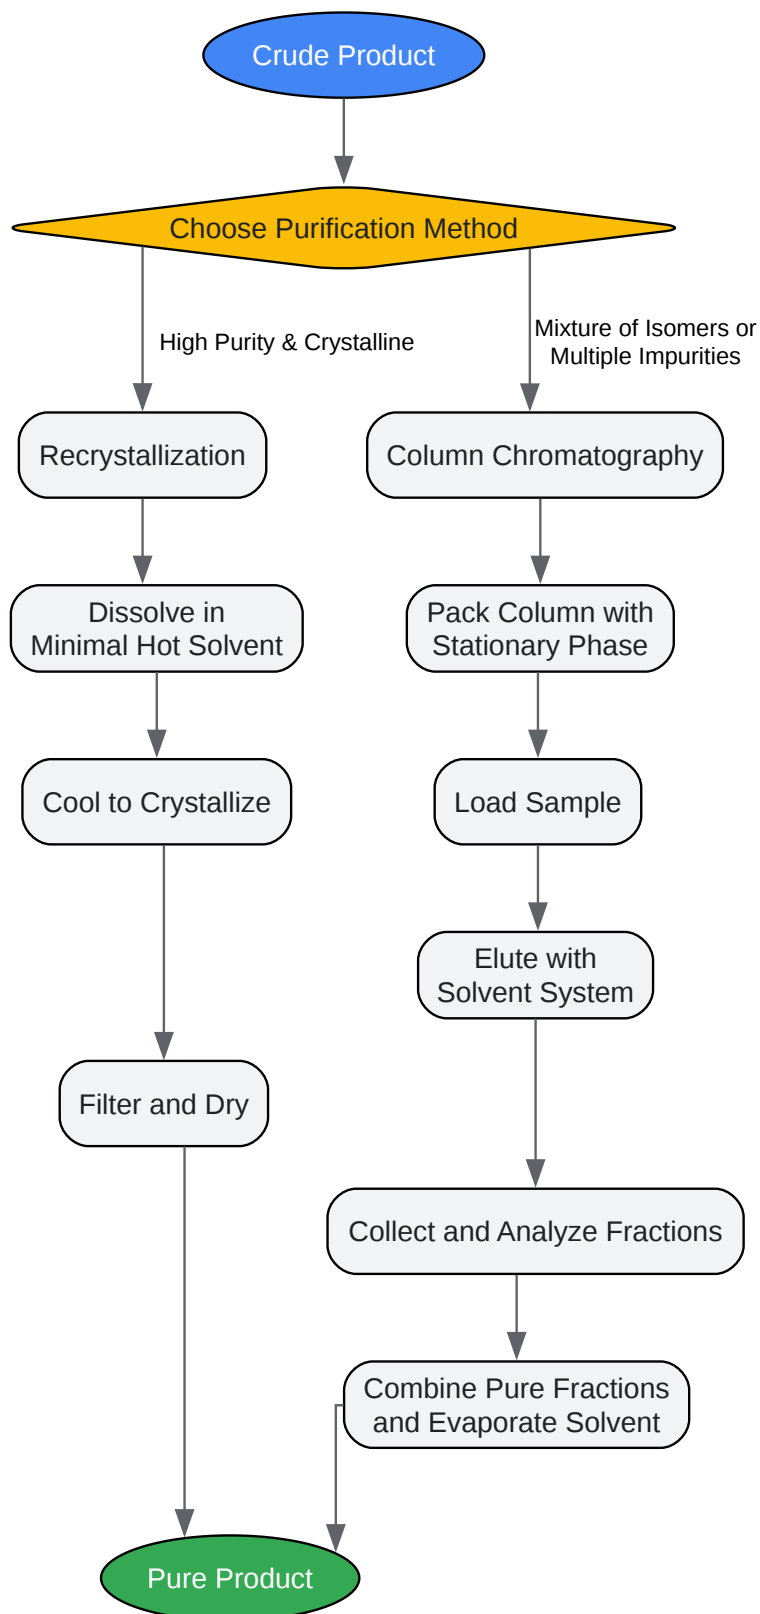 Crude Product
Choose Purification Method
High Purity & Crystalline
Mixture of Isomers or
Multiple Impurities
Recrystallization
Column Chromatography
Dissolve in
Minimal Hot Solvent
Pack Column with
Stationary Phase
Cool to Crystallize
Load Sample
Elute with
Solvent System
Filter and Dry
Collect and Analyze Fractions
Combine Pure Fractions
and Evaporate Solvent
Pure Product